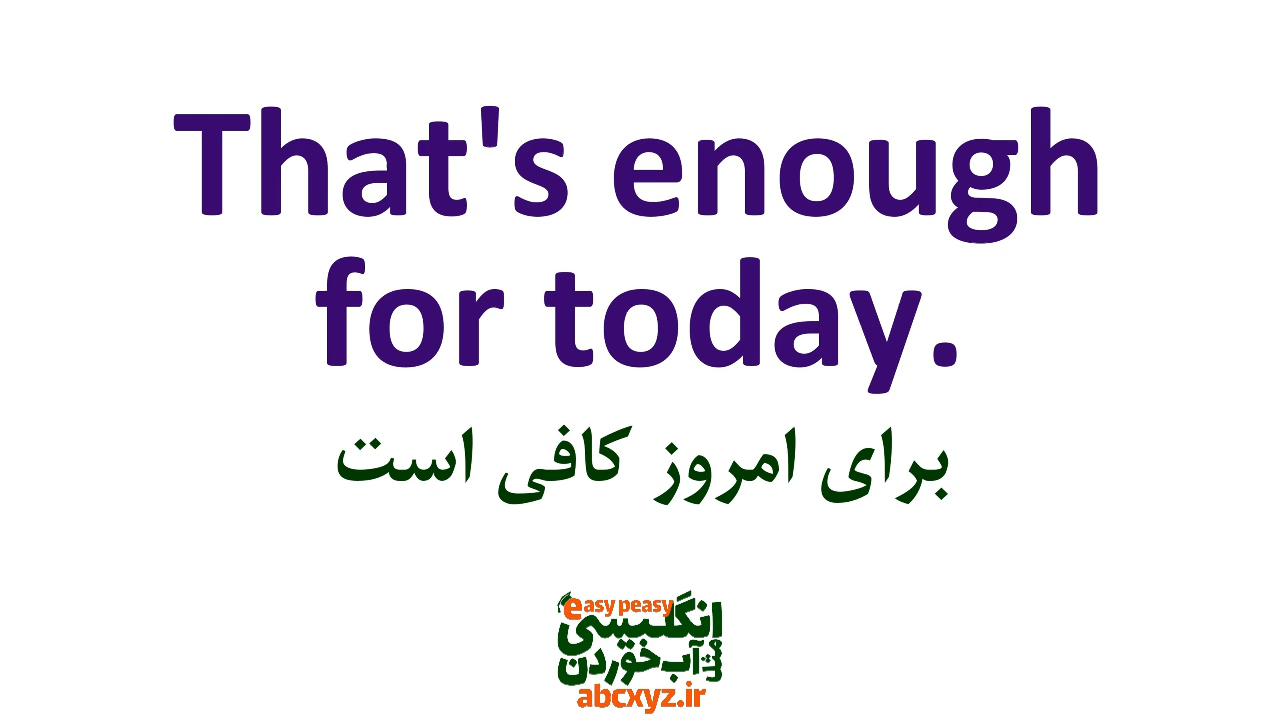 That's enough
for today.
برای امروز کافی است
easy peasy
انگلیسی
مثل آب خوردن
abcxyz.ir